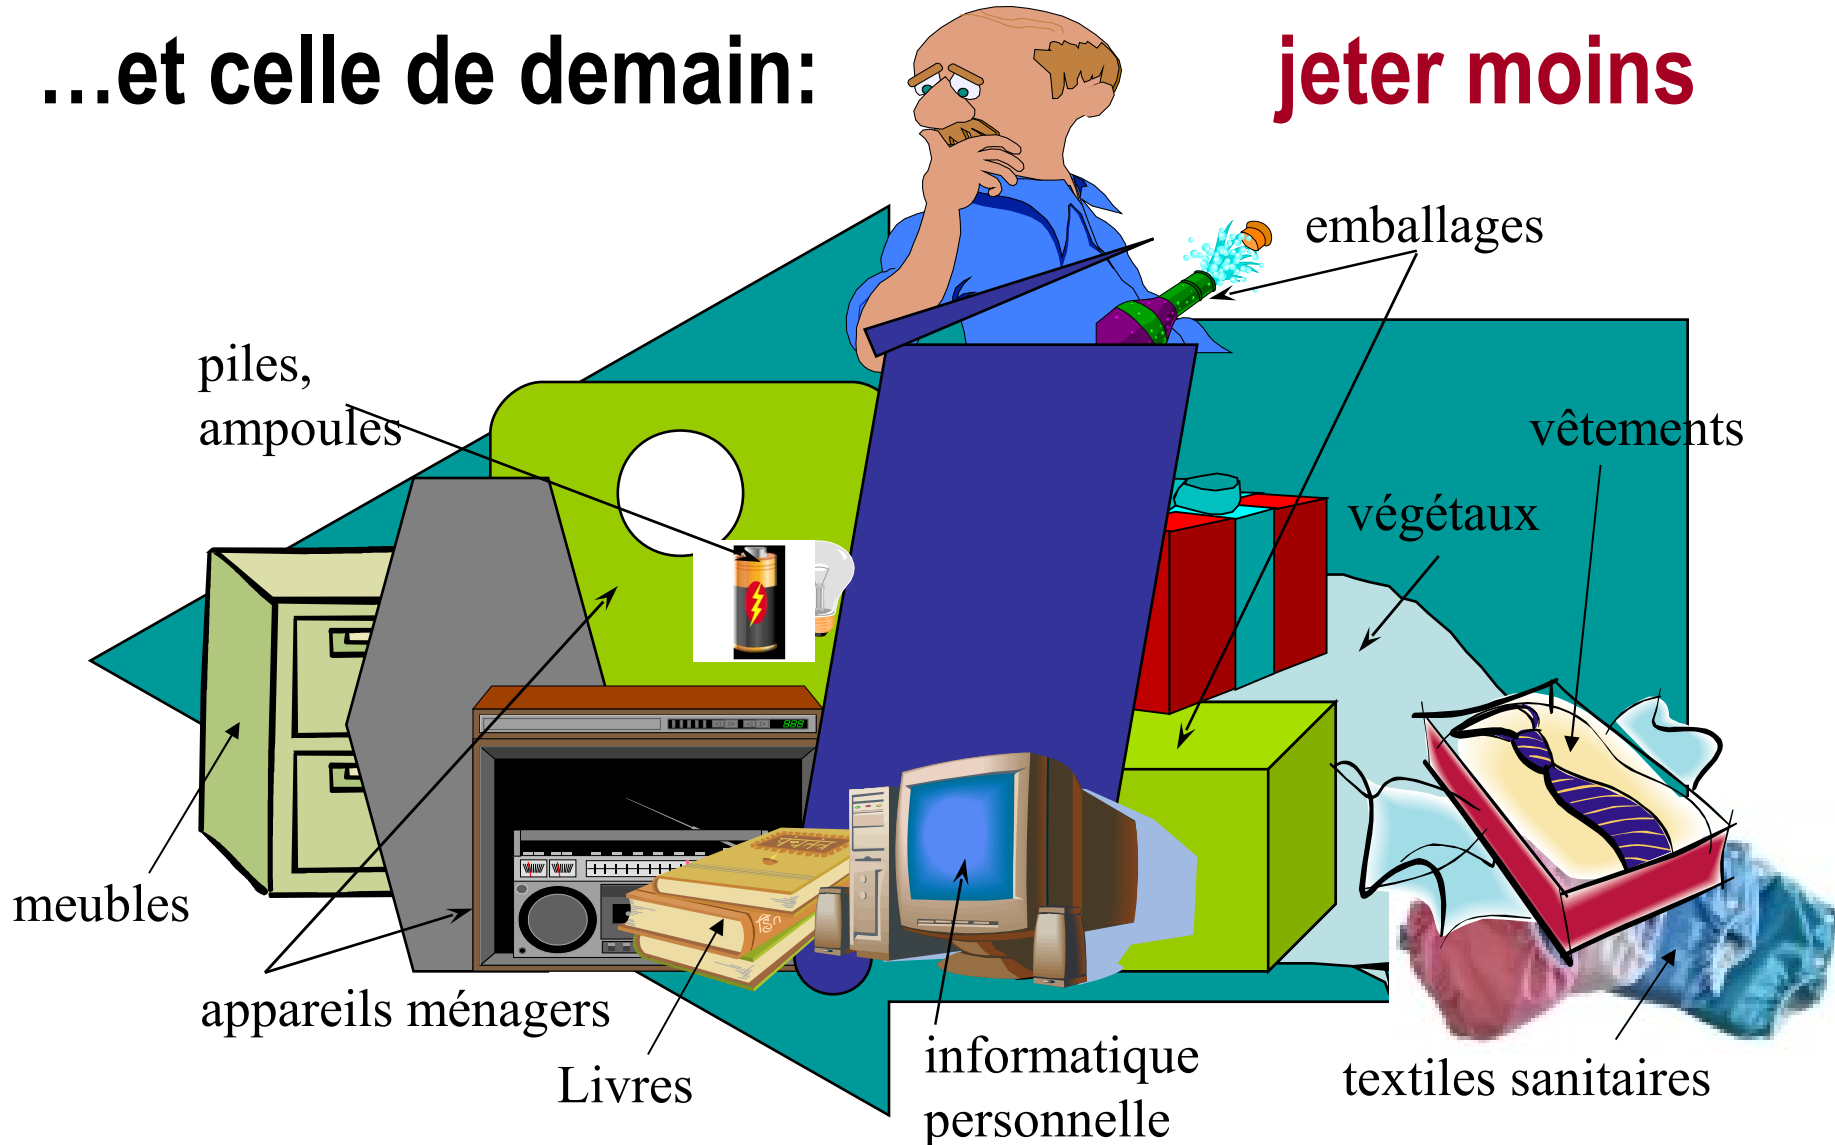 …et celle de demain: jeter moins
emballages
piles,
ampoules
vêtements
végétaux
meubles
appareils ménagers
Livres
informatique
personnelle
textiles sanitaires